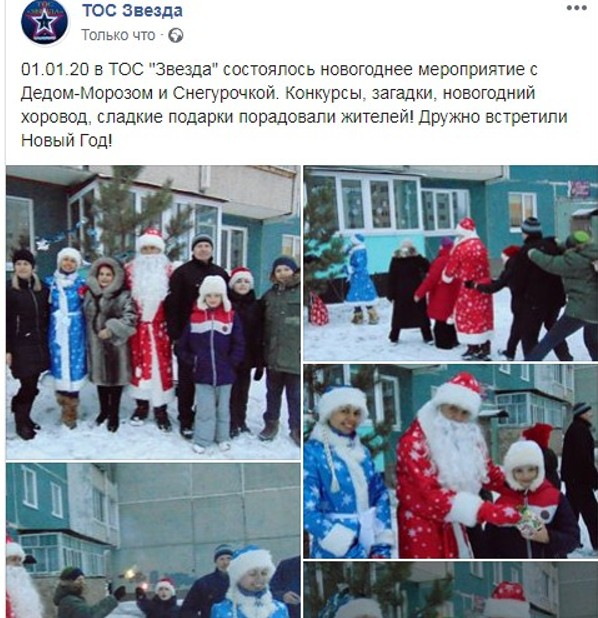 ТОС Звезда
Только что ·
01.01.20 в ТОС "Звезда" состоялось новогоднее мероприятие с
Дедом-Морозом и Снегурочкой. Конкурсы, загадки, новогодний
хоровод, сладкие подарки порадовали жителей! Дружно встретили
Новый Год!